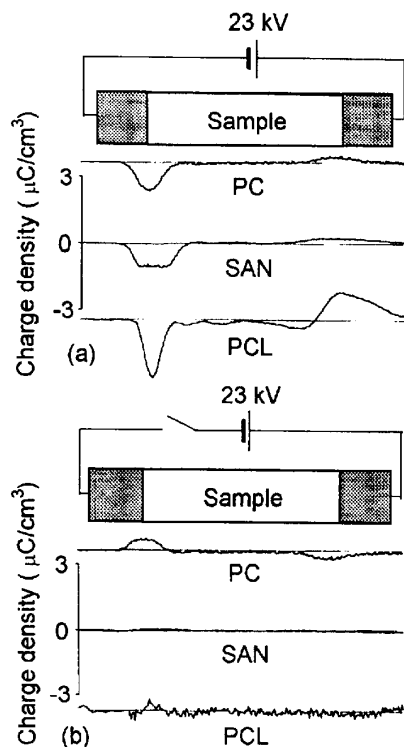 23 kV
Sample
Charge density ( μC/cm³)
3
PC
0
SAN
-3
PCL
(a)
23 kV
Sample
Charge density ( μC/cm³)
3
PC
0
SAN
-3
PCL
(b)